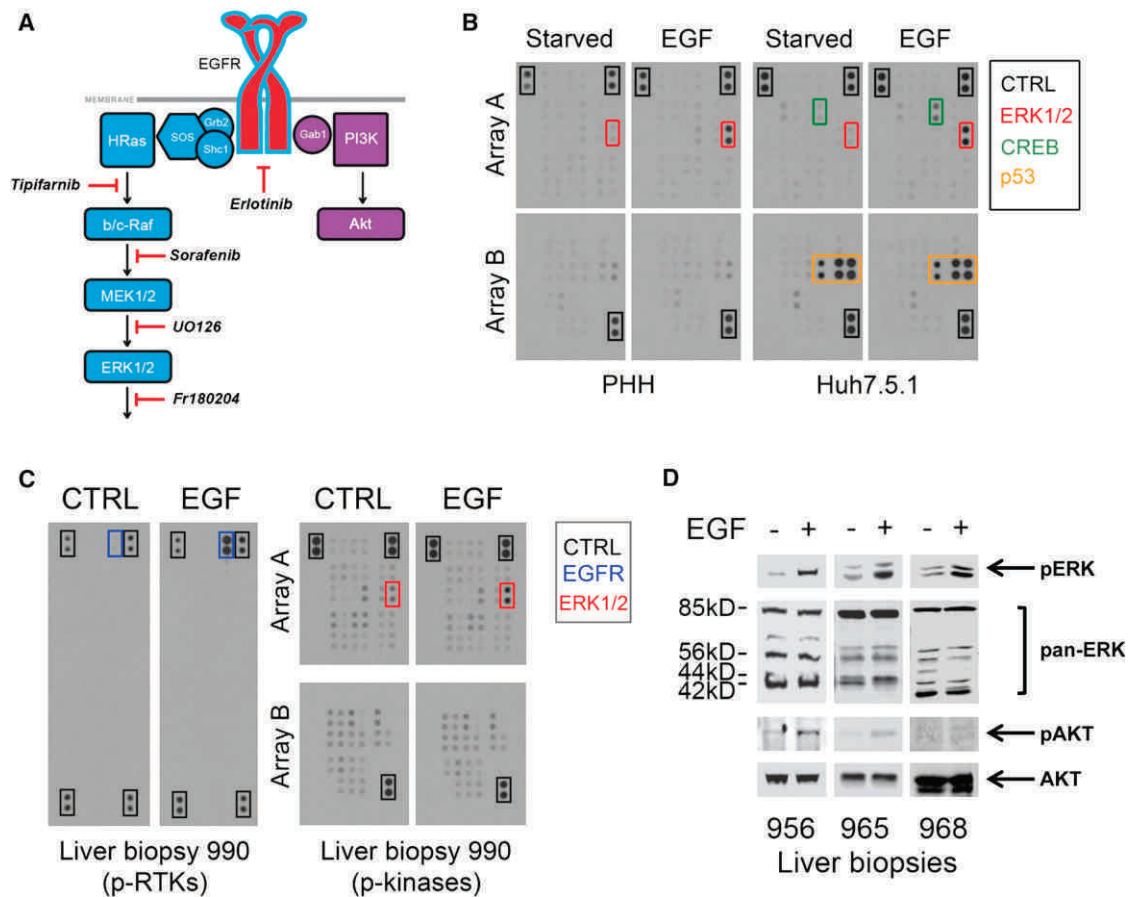 A
EGFR
MEMBRANE
HRas
SOS
Grb2
Shc1
Gab1
PI3K
Tipifarnib
Erlotinib
b/c-Raf
Akt
Sorafenib
MEK1/2
UO126
ERK1/2
Fr180204
B
Starved EGF Starved EGF
Array A
Array B
CTRL
ERK1/2
CREB
p53
PHH Huh7.5.1
C
CTRL EGF CTRL EGF
Array A
Array B
CTRL
EGFR
ERK1/2
Liver biopsy 990 Liver biopsy 990
(p-RTKs) (p-kinases)
D
EGF - + - + - +
pERK
85kD-
56kD-
44kD-
42kD-
pan-ERK
pAKT
AKT
956 965 968
Liver biopsies